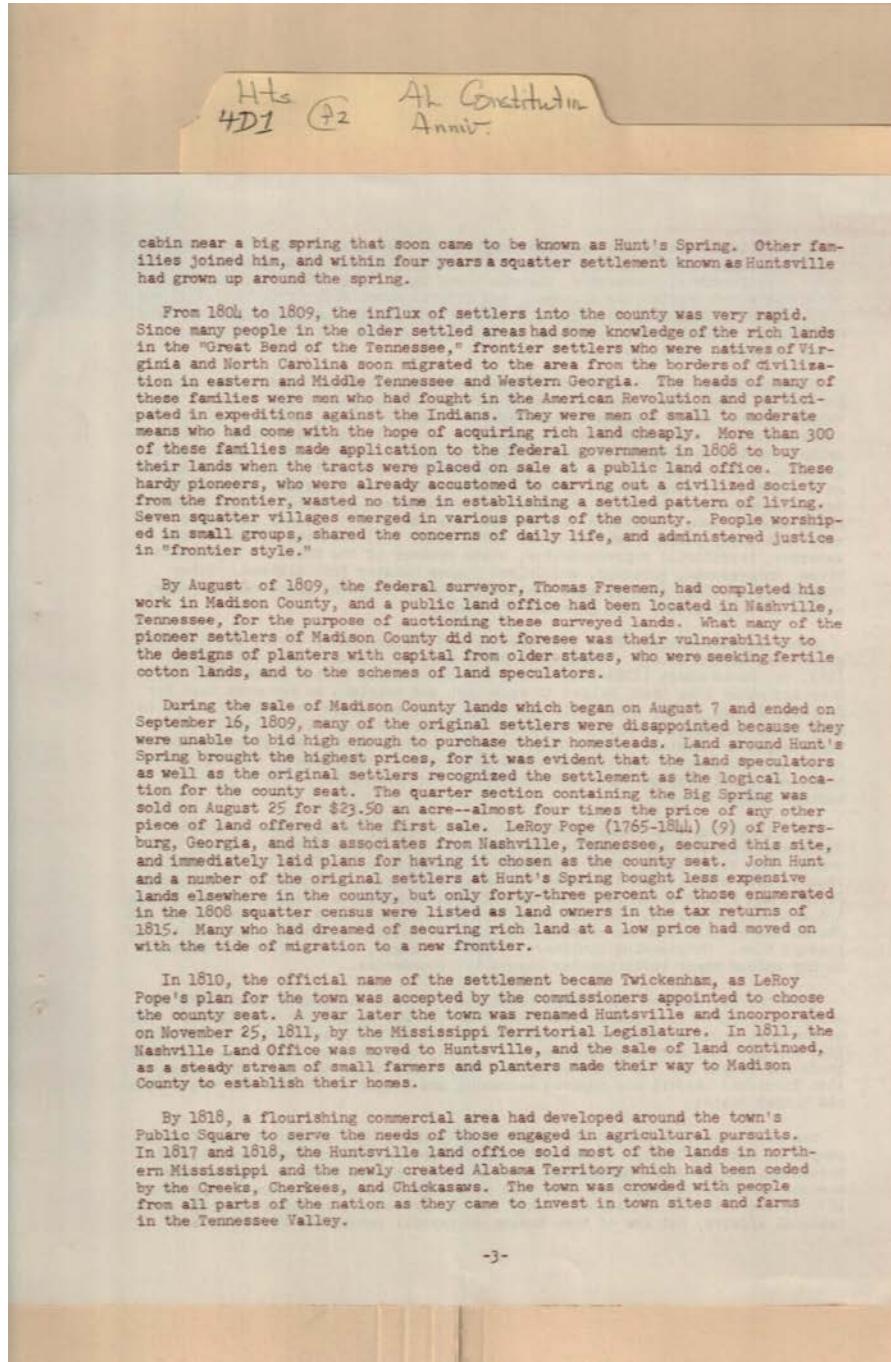 Hts AL Constitution
4D1 P2 Anniv.
cabin near a big spring that soon came to be known as Hunt's Spring. Other fam-
ilies joined him, and within four years a squatter settlement known as Huntsville
had grown up around the spring.
From 1804 to 1809, the influx of settlers into the county was very rapid.
Since many people in the older settled areas had some knowledge of the rich lands
in the "Great Bend of the Tennessee," frontier settlers who were natives of Vir-
ginia and North Carolina soon migrated to the area from the borders of civiliza-
tion in eastern and Middle Tennessee and Western Georgia. The heads of many of
these families were men who had fought in the American Revolution and partici-
pated in expeditions against the Indians. They were men of small to moderate
means who had come with the hope of acquiring rich land cheaply. More than 300
of these families made application to the federal government in 1808 to buy
their lands when the tracts were placed on sale at a public land office. These
hardy pioneers, who were already accustomed to carving out a civilized society
from the frontier, wasted no time in establishing a settled pattern of living.
Seven squatter villages emerged in various parts of the county. People worship-
ed in small groups, shared the concerns of daily life, and administered justice
in "frontier style."
By August of 1809, the federal surveyor, Thomas Freemen, had completed his
work in Madison County, and a public land office had been located in Nashville,
Tennessee, for the purpose of auctioning these surveyed lands. What many of the
pioneer settlers of Madison County did not foresee was their vulnerability to
the designs of planters with capital from older states, who were seeking fertile
cotton lands, and to the schemes of land speculators.
During the sale of Madison County lands which began on August 7 and ended on
September 16, 1809, many of the original settlers were disappointed because they
were unable to bid high enough to purchase their homesteads. Land around Hunt's
Spring brought the highest prices, for it was evident that the land speculators
as well as the original settlers recognized the settlement as the logical loca-
tion for the county seat. The quarter section containing the Big Spring was
sold on August 25 for $23.50 an acre--almost four times the price of any other
piece of land offered at the first sale. LeRoy Pope (1765-1844) (9) of Peters-
burg, Georgia, and his associates from Nashville, Tennessee, secured this site,
and immediately laid plans for having it chosen as the county seat. John Hunt
and a number of the original settlers at Hunt's Spring bought less expensive
lands elsewhere in the county, but only forty-three percent of those enumerated
in the 1808 squatter census were listed as land owners in the tax returns of
1815. Many who had dreamed of securing rich land at a low price had moved on
with the tide of migration to a new frontier.
In 1810, the official name of the settlement became Twickenham, as LeRoy
Pope's plan for the town was accepted by the commissioners appointed to choose
the county seat. A year later the town was renamed Huntsville and incorporated
on November 25, 1811, by the Mississippi Territorial Legislature. In 1811, the
Nashville Land Office was moved to Huntsville, and the sale of land continued,
as a steady stream of small farmers and planters made their way to Madison
County to establish their homes.
By 1818, a flourishing commercial area had developed around the town's
Public Square to serve the needs of those engaged in agricultural pursuits.
In 1817 and 1818, the Huntsville land office sold most of the lands in north-
ern Mississippi and the newly created Alabama Territory which had been ceded
by the Creeks, Cherkees, and Chickasaws. The town was crowded with people
from all parts of the nation as they came to invest in town sites and farms
in the Tennessee Valley.
-3-